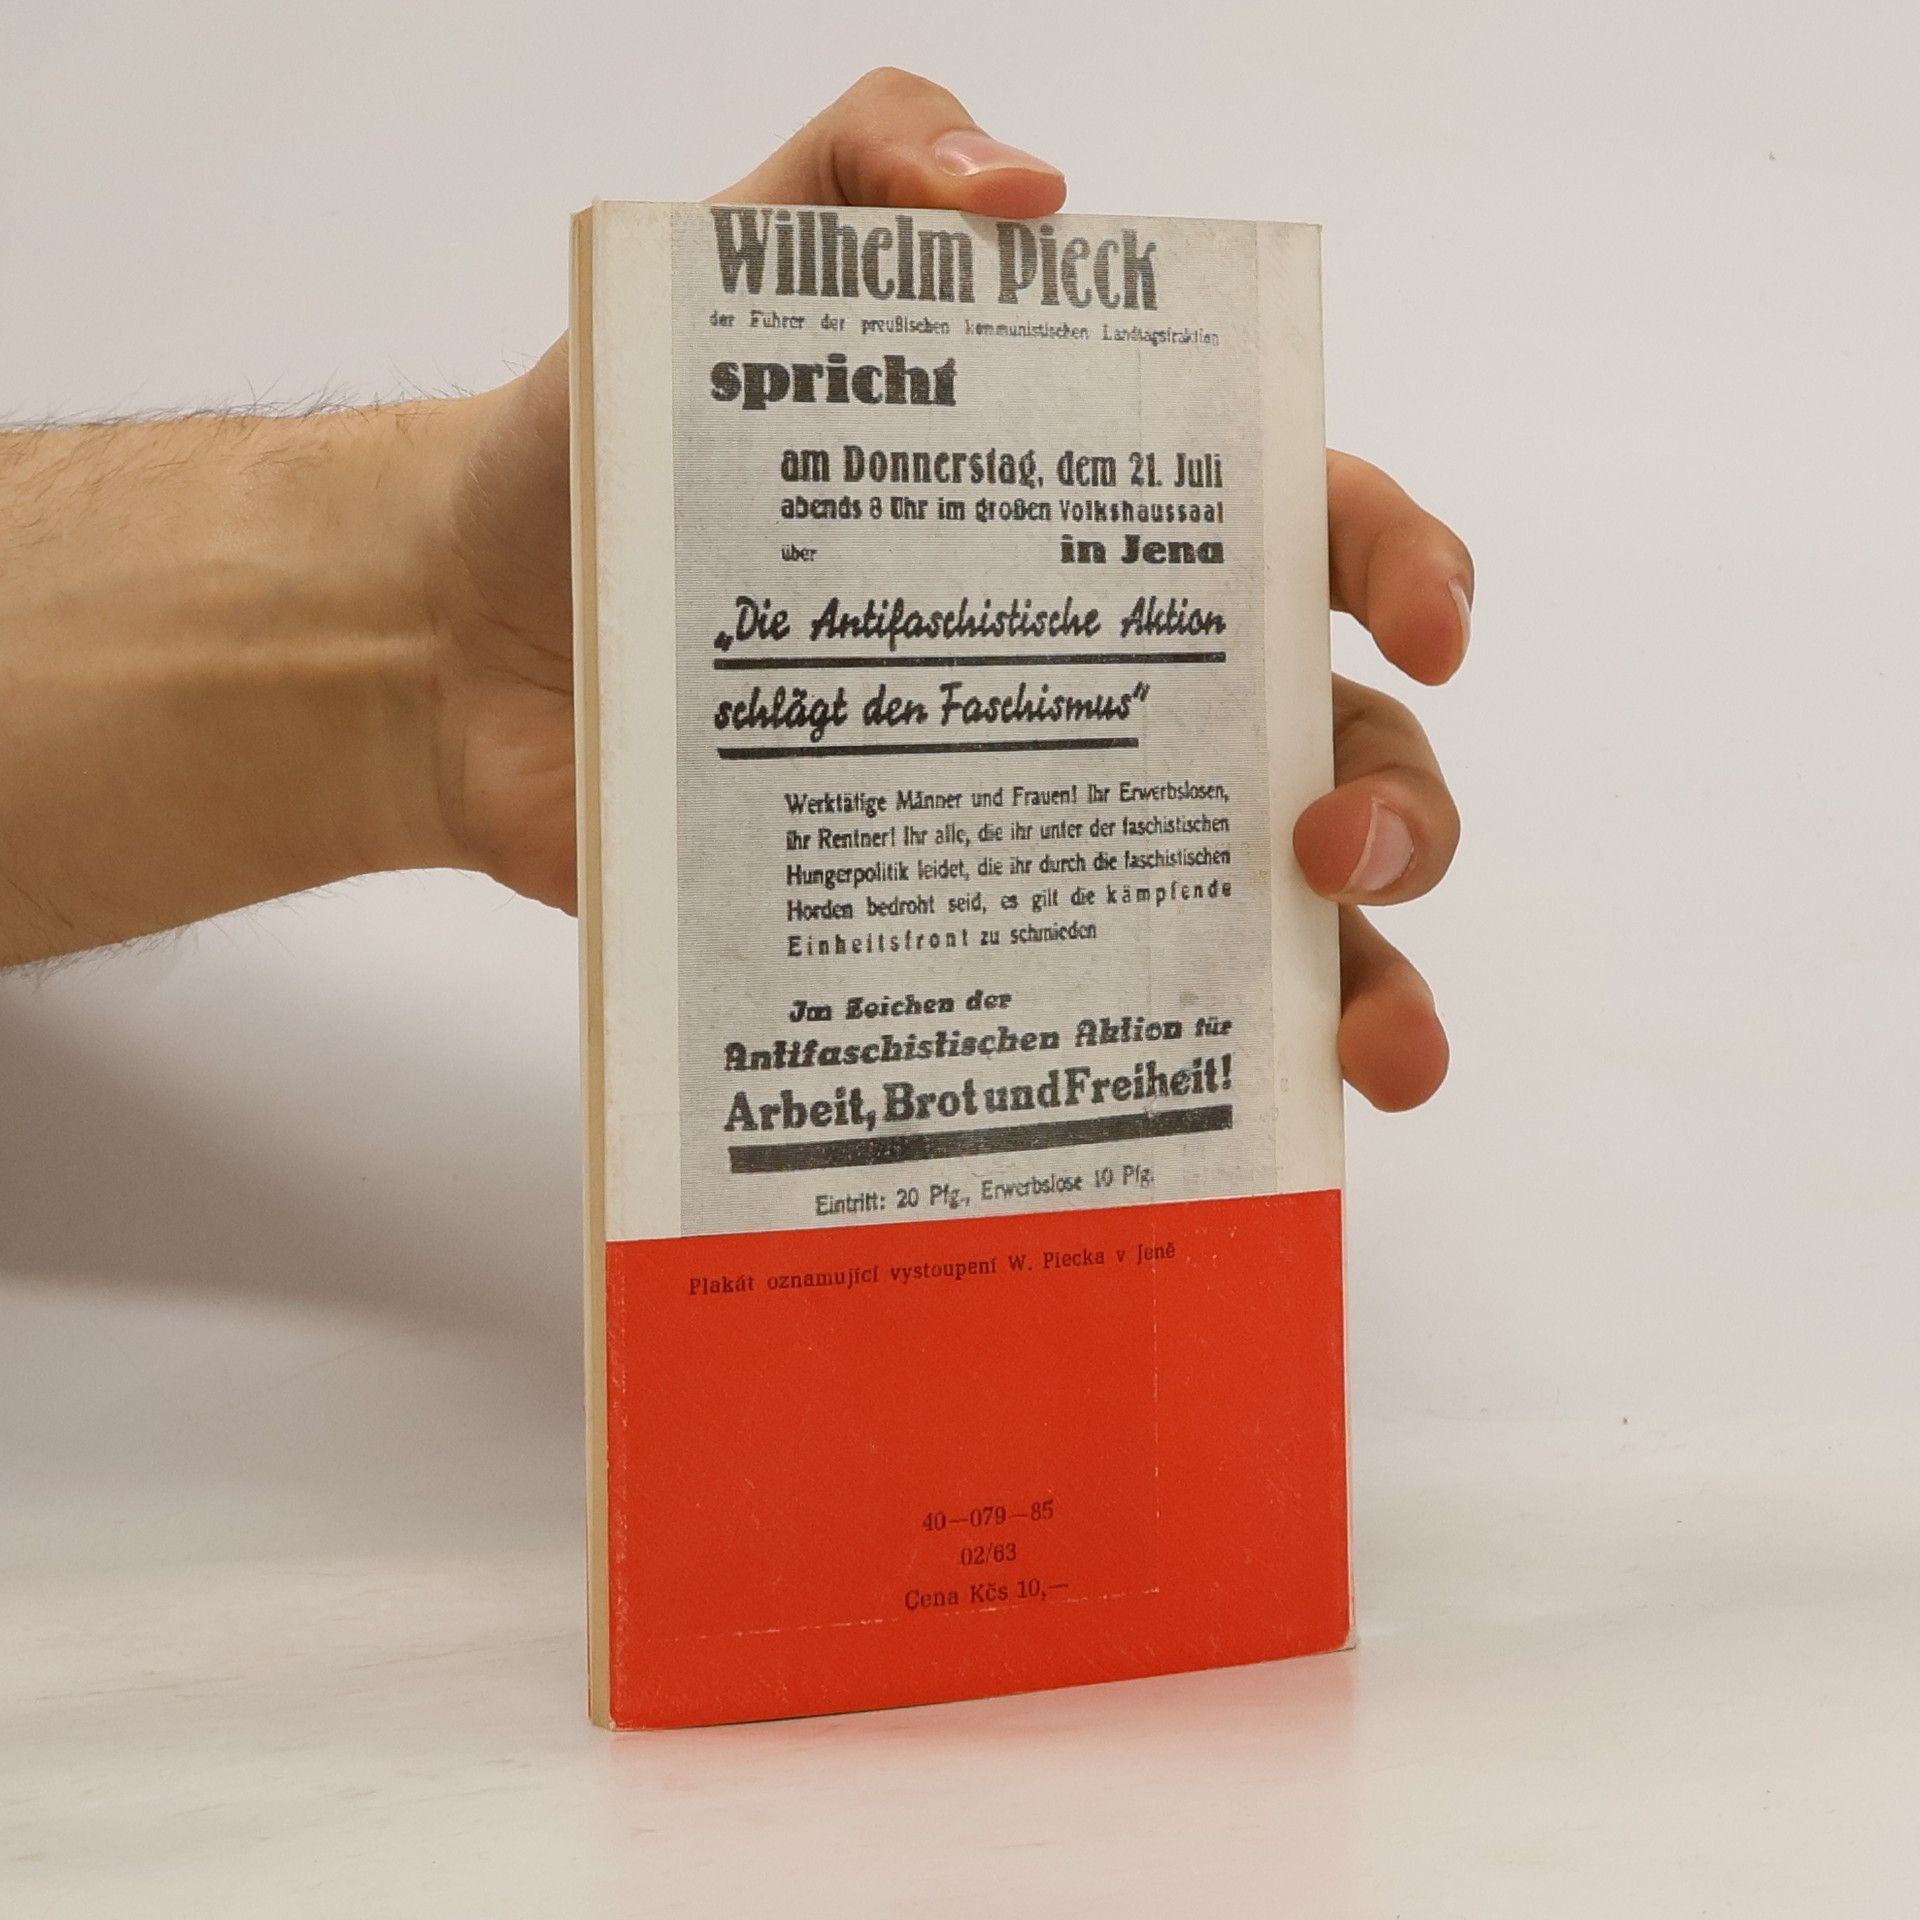 Wilhelm Pieck
der Führer der preußischen kommunistischen Landtagsfraktion
spricht
am Donnerstag, dem 21. Juli
abends 8 Uhr im großen Volkshaussaal
über in Jena
„Die Antifaschistische Aktion
schlägt den Faschismus"
Werktätige Männer und Frauen! Ihr Erwerbslosen,
ihr Rentner! Ihr alle, die ihr unter der faschistischen
Hungerpolitik leidet, die ihr durch die faschistischen
Horden bedroht seid, es gilt die kämpfende
Einheitsfront zu schmieden
Im Zeichen der
Antifaschistischen Aktion für
Arbeit, Brot und Freiheit!
Eintritt: 20 Pfg., Erwerbslose 10 Pfg.
Plakát oznamující vystoupení W. Piecka v Jeně
40—079—85
02/63
Cena Kčs 10,—